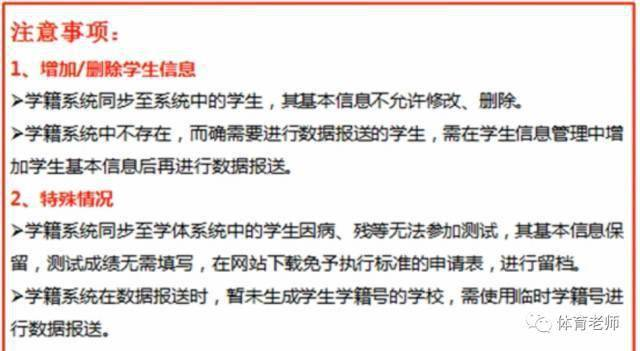 注意事项：
1、增加/删除学生信息
➢学籍系统同步至系统中的学生，其基本信息不允许修改、删除。
➢学籍系统中不存在，而确需要进行数据报送的学生，需在学生信息管理中增
加学生基本信息后再进行数据报送。
2、特殊情况
➢学籍系统同步至学体系统中的学生因病、残等无法参加测试，其基本信息保
留，测试成绩无需填写，在网站下载免予执行标准的申请表，进行留档。
➢学籍系统在数据报送时，暂未生成学生学籍号的学校，需使用临时学籍号进
行数据报送。
体育老师